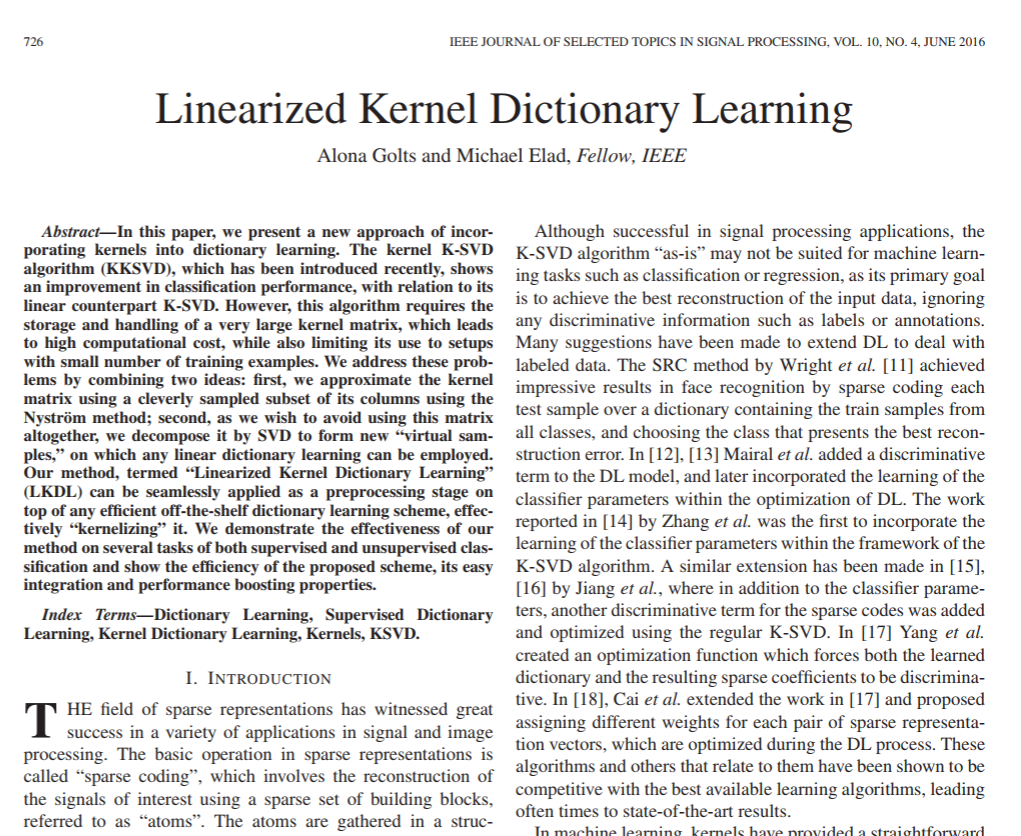 726
IEEE JOURNAL OF SELECTED TOPICS IN SIGNAL PROCESSING, VOL. 10, NO. 4, JUNE 2016
Linearized Kernel Dictionary Learning
Alona Golts and Michael Elad, Fellow, IEEE
Abstract—In this paper, we present a new approach of incor-
porating kernels into dictionary learning. The kernel K-SVD
algorithm (KKSVD), which has been introduced recently, shows
an improvement in classification performance, with relation to its
linear counterpart K-SVD. However, this algorithm requires the
storage and handling of a very large kernel matrix, which leads
to high computational cost, while also limiting its use to setups
with small number of training examples. We address these prob-
lems by combining two ideas: first, we approximate the kernel
matrix using a cleverly sampled subset of its columns using the
Nyström method; second, as we wish to avoid using this matrix
altogether, we decompose it by SVD to form new “virtual sam-
ples,” on which any linear dictionary learning can be employed.
Our method, termed “Linearized Kernel Dictionary Learning”
(LKDL) can be seamlessly applied as a preprocessing stage on
top of any efficient off-the-shelf dictionary learning scheme, effec-
tively “kernelizing” it. We demonstrate the effectiveness of our
method on several tasks of both supervised and unsupervised clas-
sification and show the efficiency of the proposed scheme, its easy
integration and performance boosting properties.
Index Terms—Dictionary Learning, Supervised Dictionary
Learning, Kernel Dictionary Learning, Kernels, KSVD.
I. INTRODUCTION
THE field of sparse representations has witnessed great
success in a variety of applications in signal and image
processing. The basic operation in sparse representations is
called “sparse coding”, which involves the reconstruction of
the signals of interest using a sparse set of building blocks,
referred to as “atoms”. The atoms are gathered in a struc-
Although successful in signal processing applications, the
K-SVD algorithm “as-is” may not be suited for machine learn-
ing tasks such as classification or regression, as its primary goal
is to achieve the best reconstruction of the input data, ignoring
any discriminative information such as labels or annotations.
Many suggestions have been made to extend DL to deal with
labeled data. The SRC method by Wright et al. [11] achieved
impressive results in face recognition by sparse coding each
test sample over a dictionary containing the train samples from
all classes, and choosing the class that presents the best recon-
struction error. In [12], [13] Mairal et al. added a discriminative
term to the DL model, and later incorporated the learning of the
classifier parameters within the optimization of DL. The work
reported in [14] by Zhang et al. was the first to incorporate the
learning of the classifier parameters within the framework of the
K-SVD algorithm. A similar extension has been made in [15],
[16] by Jiang et al., where in addition to the classifier parame-
ters, another discriminative term for the sparse codes was added
and optimized using the regular K-SVD. In [17] Yang et al.
created an optimization function which forces both the learned
dictionary and the resulting sparse coefficients to be discrimina-
tive. In [18], Cai et al. extended the work in [17] and proposed
assigning different weights for each pair of sparse representa-
tion vectors, which are optimized during the DL process. These
algorithms and others that relate to them have been shown to be
competitive with the best available learning algorithms, leading
often times to state-of-the-art results.
In machine learning, kernels have provided a straightforward